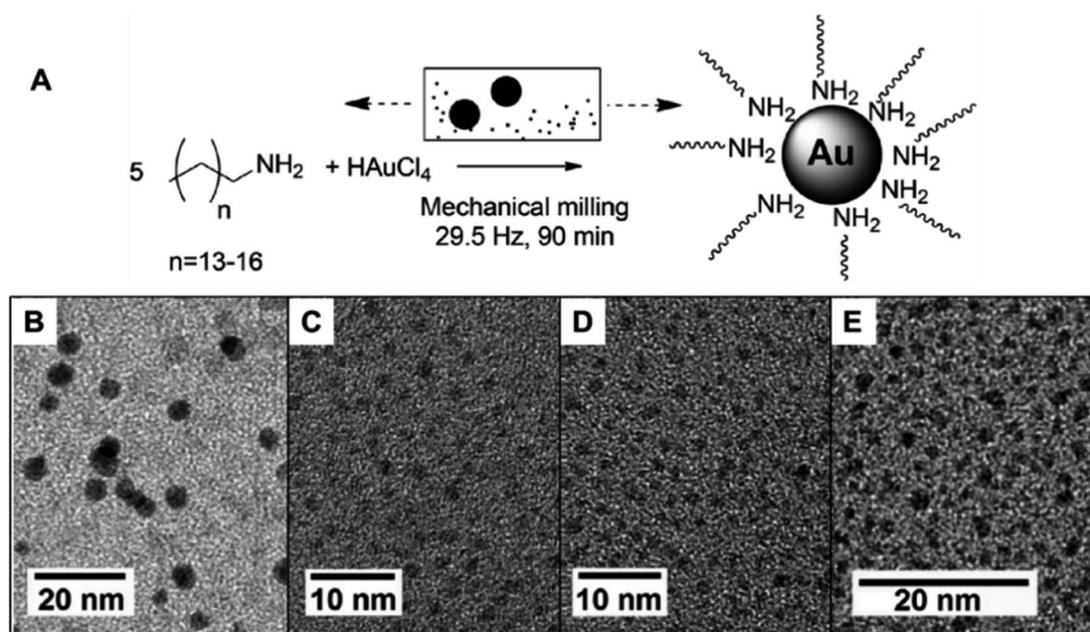 A
5
NH2
n
+ HAuCl4
n=13-16
Mechanical milling
29.5 Hz, 90 min
NH2
NH2
NH2
NH2
NH2
NH2
NH2
NH2
Au
B
20 nm
C
10 nm
D
10 nm
E
20 nm